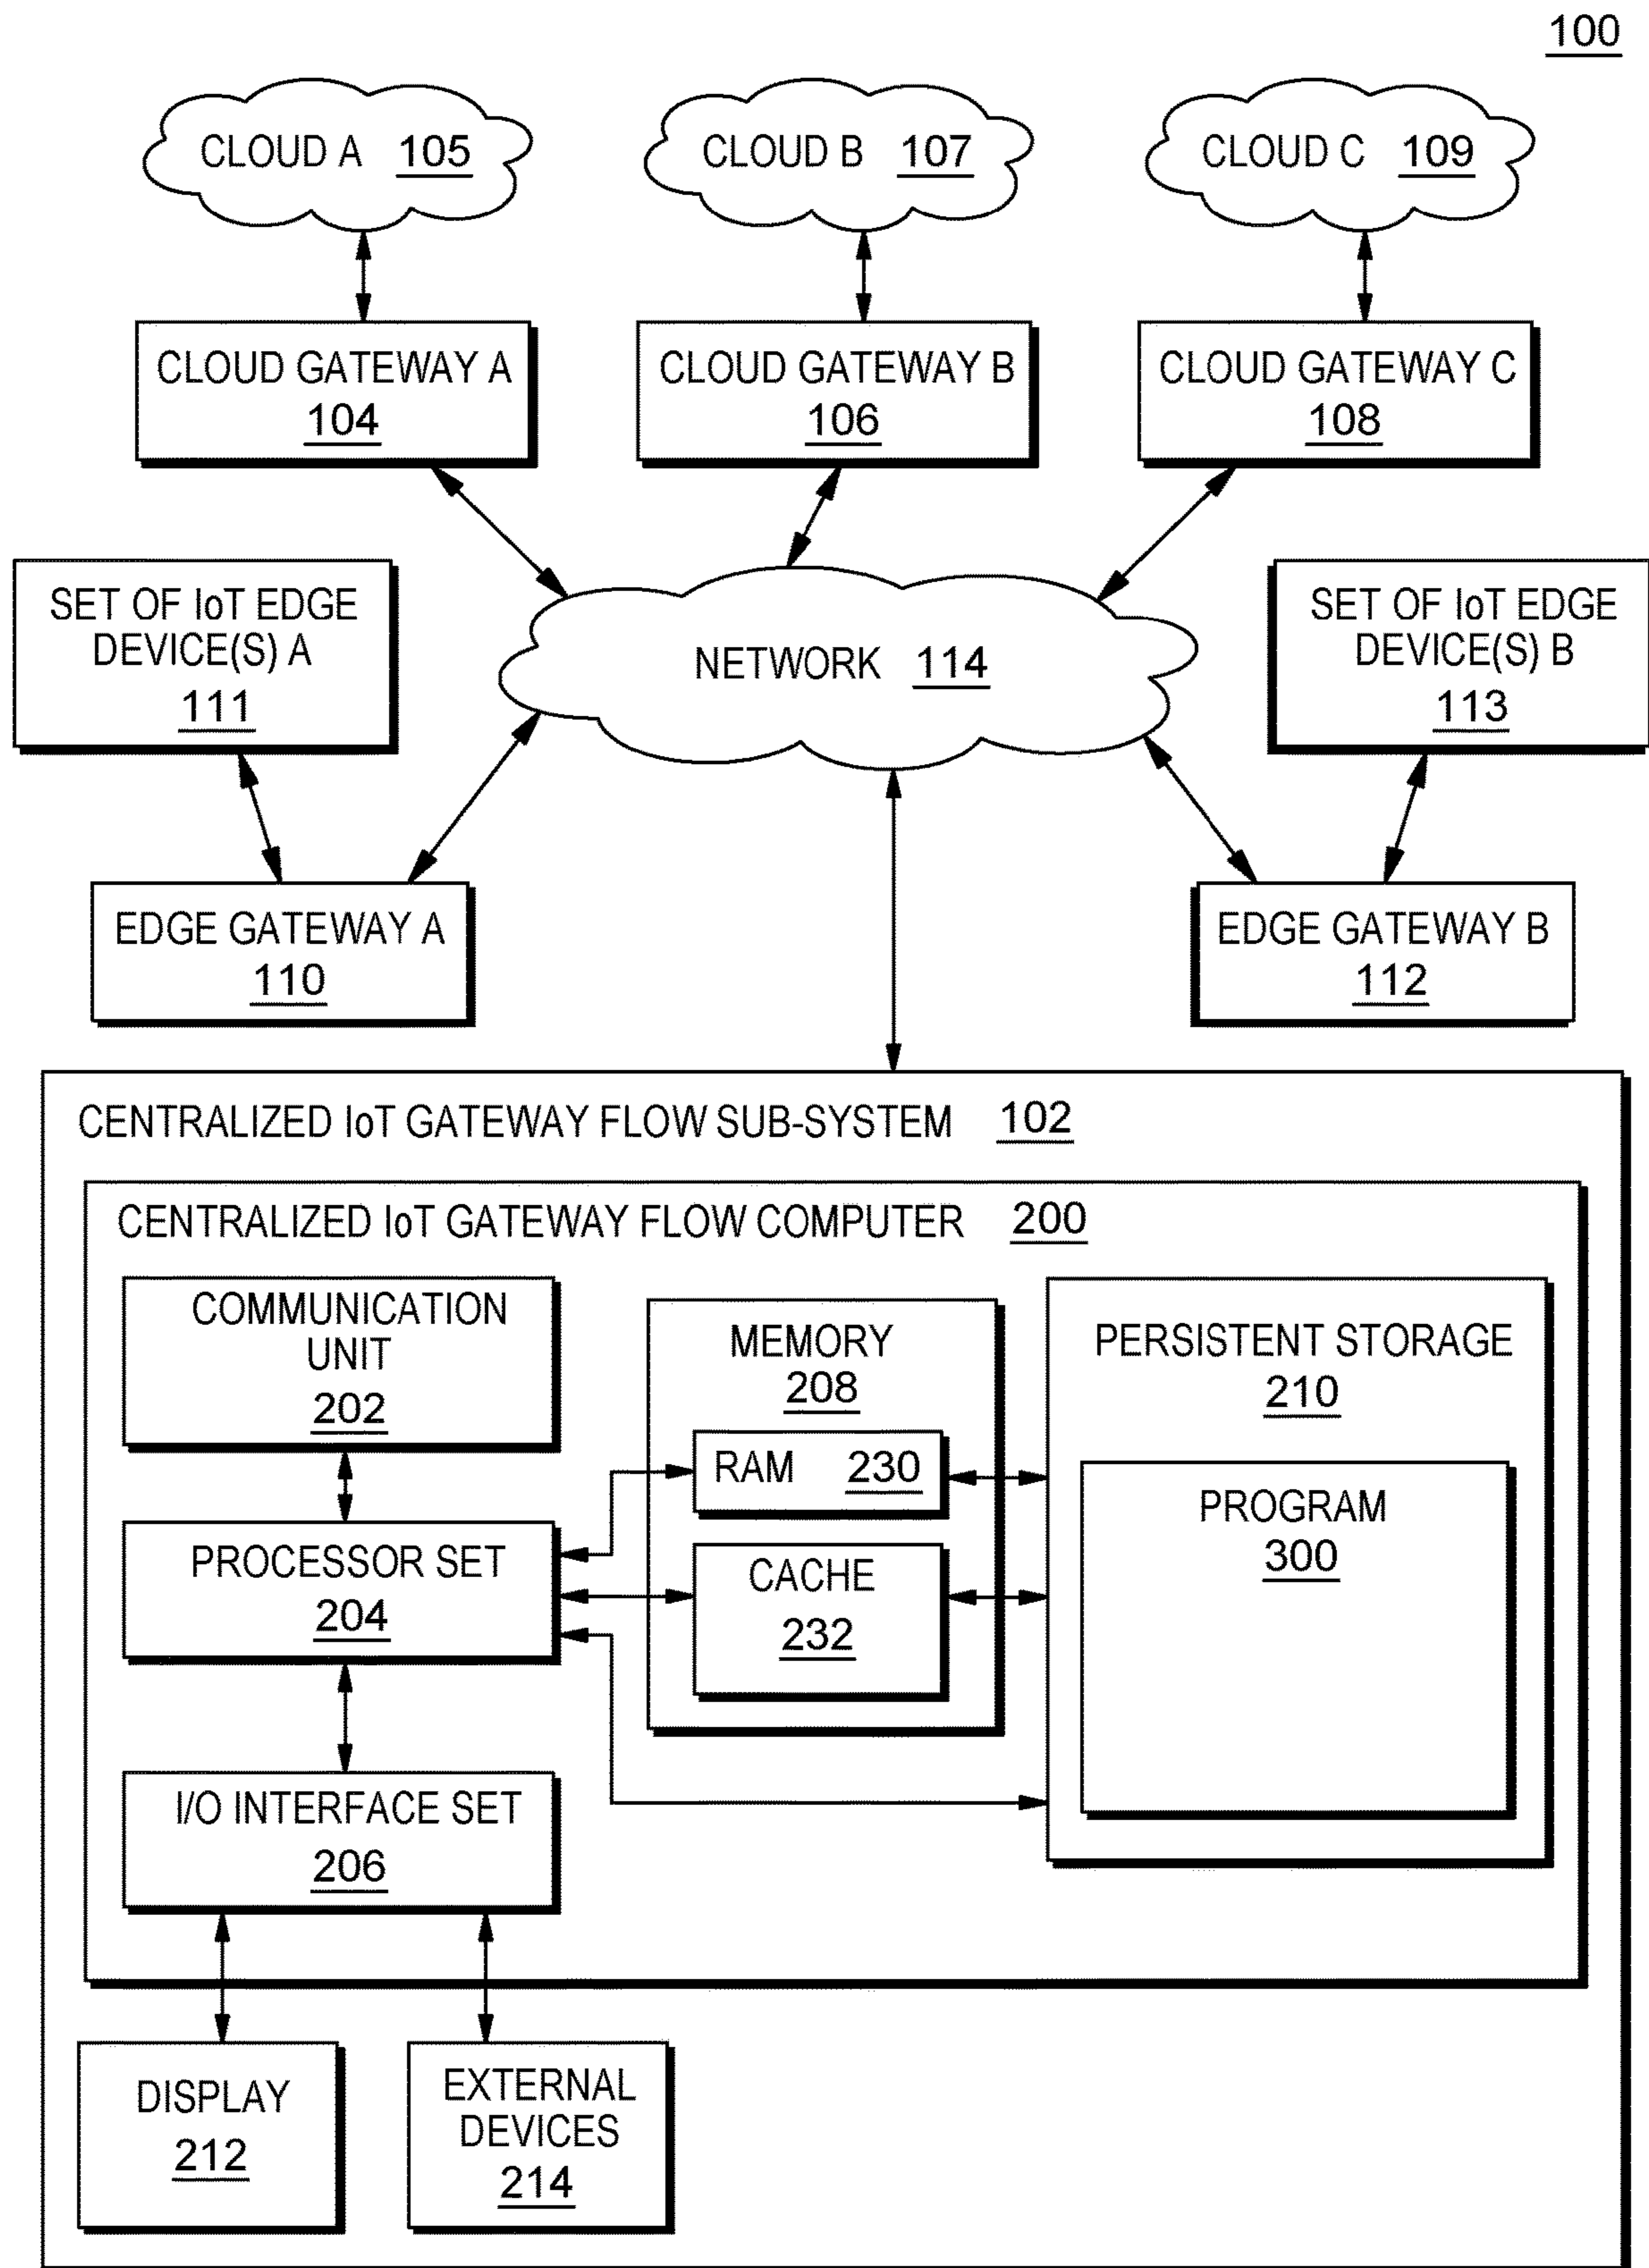 100
CLOUD A 105
CLOUD B 107
CLOUD C 109
CLOUD GATEWAY A
104
CLOUD GATEWAY B
106
CLOUD GATEWAY C
108
SET OF IoT EDGE
DEVICE(S) A
111
NETWORK 114
SET OF IoT EDGE
DEVICE(S) B
113
EDGE GATEWAY A
110
EDGE GATEWAY B
112
CENTRALIZED IoT GATEWAY FLOW SUB-SYSTEM 102
CENTRALIZED IoT GATEWAY FLOW COMPUTER 200
COMMUNICATION
UNIT
202
MEMORY
208
PERSISTENT STORAGE
210
RAM 230
PROGRAM
300
PROCESSOR SET
204
CACHE
232
I/O INTERFACE SET
206
DISPLAY
212
EXTERNAL
DEVICES
214